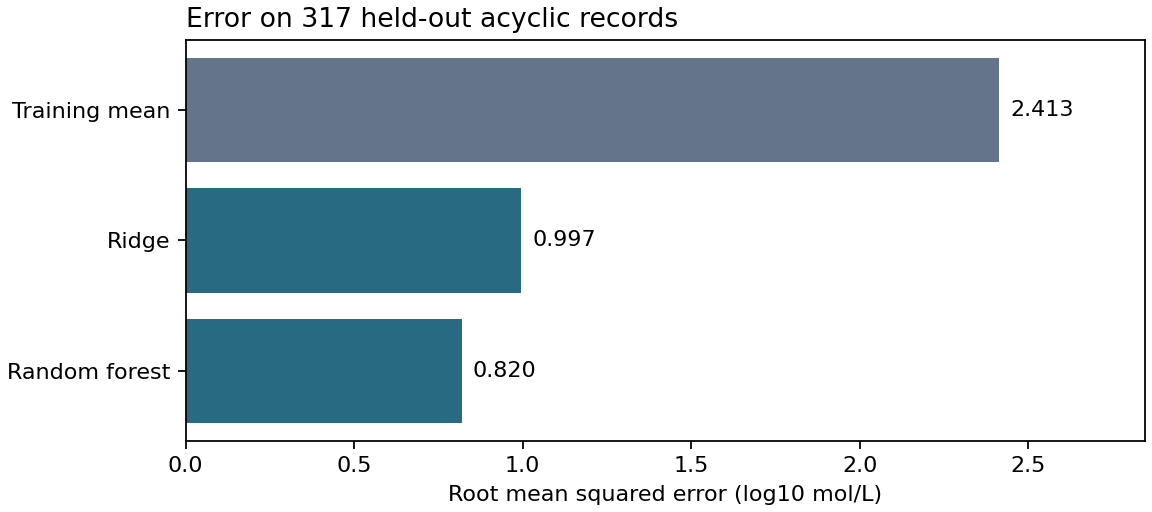 Error on 317 held-out acyclic records
Training mean
2.413
Ridge
0.997
Random forest
0.820
0.0 0.5 1.0 1.5 2.0 2.5
Root mean squared error (log10 mol/L)